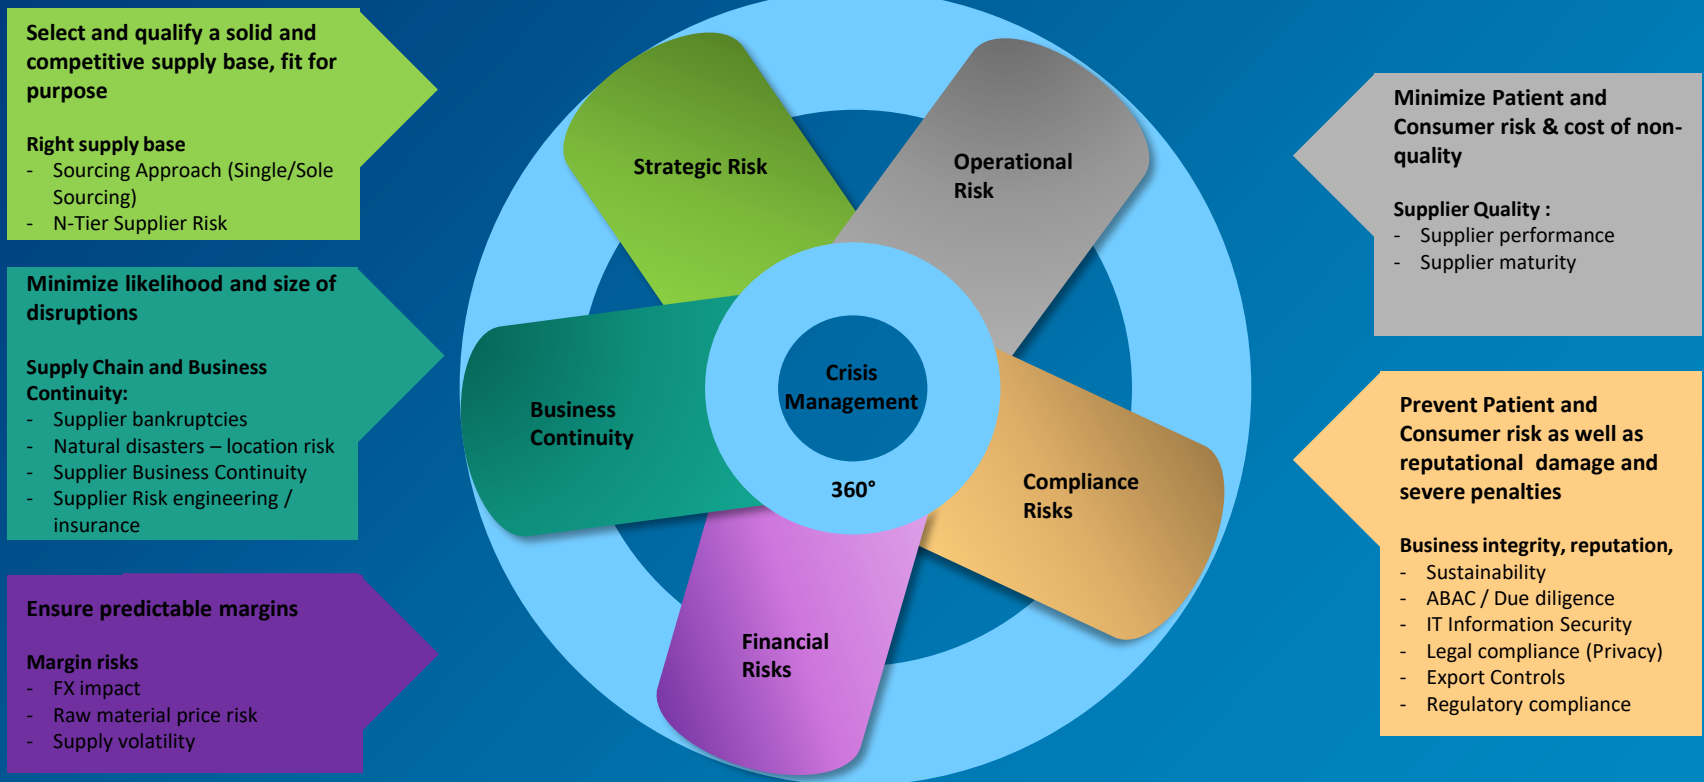 Select and qualify a solid and
competitive supply base, fit for
purpose
Right supply base
- Sourcing Approach (Single/Sole
Sourcing)
- N-Tier Supplier Risk
Minimize likelihood and size of
disruptions
Supply Chain and Business
Continuity:
- Supplier bankruptcies
- Natural disasters – location risk
- Supplier Business Continuity
- Supplier Risk engineering /
insurance
Ensure predictable margins
Margin risks
- FX impact
- Raw material price risk
- Supply volatility
Strategic Risk
Operational
Risk
Business
Continuity
Crisis
Management
360°
Compliance
Risks
Financial
Risks
Minimize Patient and
Consumer risk & cost of non-
quality
Supplier Quality :
- Supplier performance
- Supplier maturity
Prevent Patient and
Consumer risk as well as
reputational damage and
severe penalties
Business integrity, reputation,
- Sustainability
- ABAC / Due diligence
- IT Information Security
- Legal compliance (Privacy)
- Export Controls
- Regulatory compliance